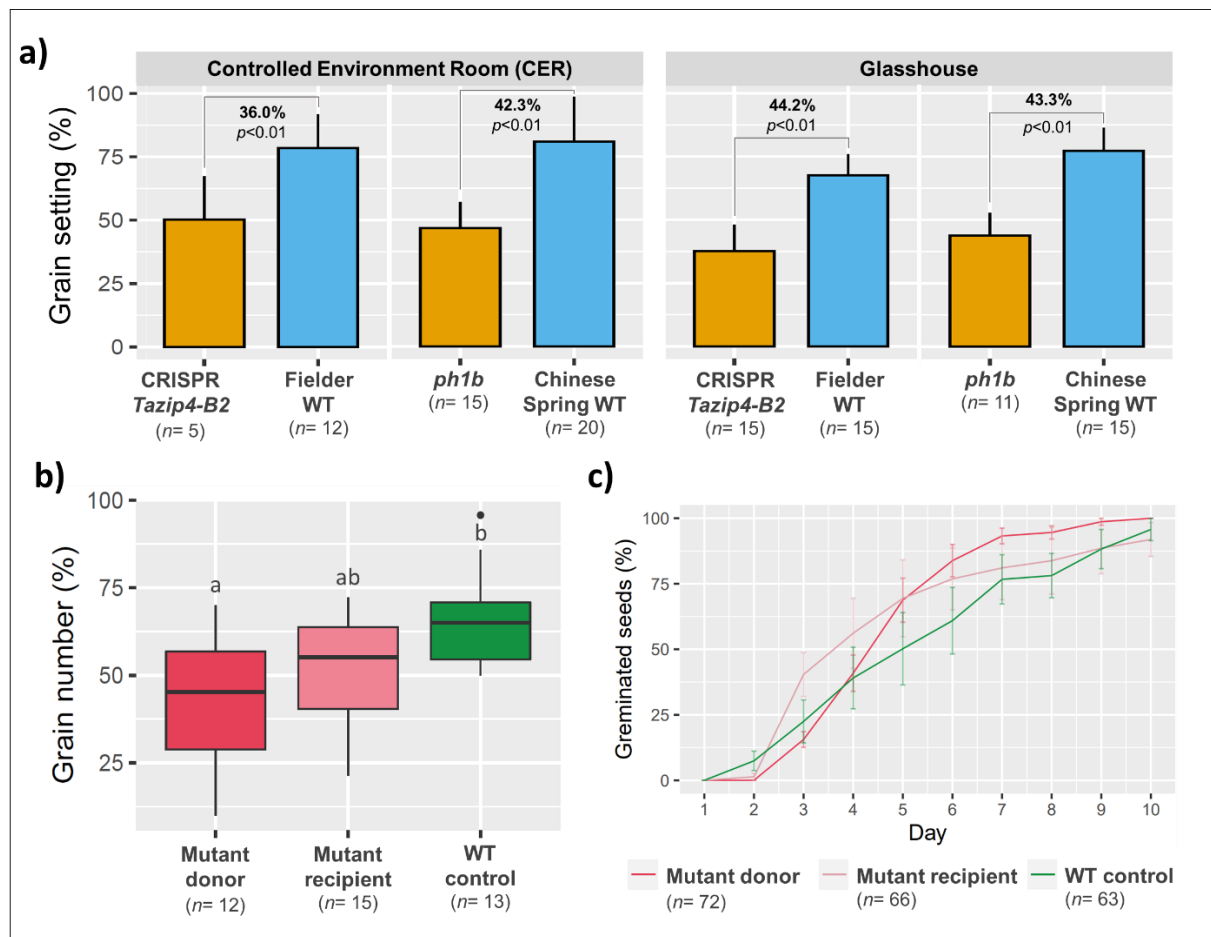 a)
Controlled Environment Room (CER)
Glasshouse
Grain setting (%)
100
75
50
25
0
36.0%
p<0.01
42.3%
p<0.01
44.2%
p<0.01
43.3%
p<0.01
CRISPR
Tazip4-B2
(n= 5)
Fielder
WT
(n= 12)
ph1b
(n= 15)
Chinese
Spring WT
(n= 20)
CRISPR
Tazip4-B2
(n= 15)
Fielder
WT
(n= 15)
ph1b
(n= 11)
Chinese
Spring WT
(n= 15)
b)
Grain number (%)
100
75
50
25
a
ab
b
Mutant
donor
(n= 12)
Mutant
recipient
(n= 15)
WT
control
(n= 13)
c)
Greminated seeds (%)
100
75
50
25
0
1 2 3 4 5 6 7 8 9 10
Day
Mutant donor
(n= 72)
Mutant recipient
(n= 66)
WT control
(n= 63)